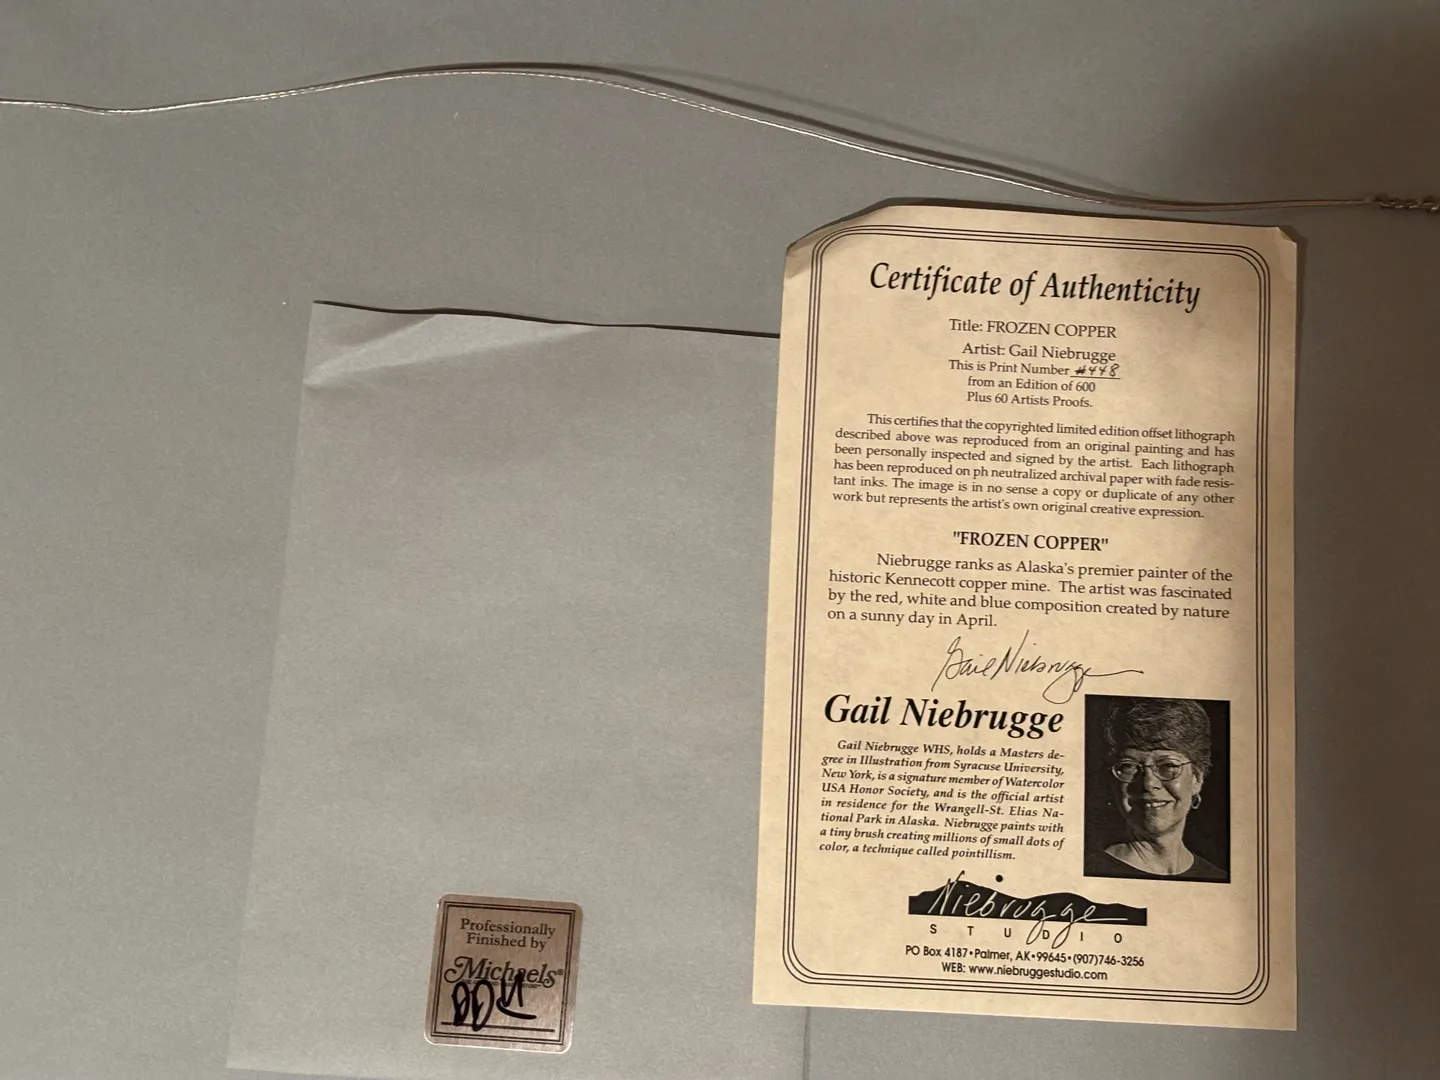 Certificate of Authenticity
Title: FROZEN COPPER
Artist: Gail Niebrugge
This is Print Number #448
from an Edition of 600
Plus 60 Artists Proofs.
This certifies that the copyrighted limited edition offset lithograph
described above was reproduced from an original painting and has
been personally inspected and signed by the artist. Each lithograph
has been reproduced on ph neutralized archival paper with fade resis-
tant inks. The image is in no sense a copy or duplicate of any other
work but represents the artist's own original creative expression.
"FROZEN COPPER"
Niebrugge ranks as Alaska's premier painter of the
historic Kennecott copper mine. The artist was fascinated
by the red, white and blue composition created by nature
on a sunny day in April.
Gail Niebrugge
Gail Niebrugge
Gail Niebrugge WHS, holds a Masters de-
gree in Illustration from Syracuse University,
New York, is a signature member of Watercolor
USA Honor Society, and is the official artist
in residence for the Wrangell-St. Elias Na-
tional Park in Alaska. Niebrugge paints with
a tiny brush creating millions of small dots of
color, a technique called pointillism.
Niebrugge
STUDIO
PO Box 4187•Palmer, AK•99645•(907)746-3256
WEB: www.niebruggestudio.com
Professionally
Finished by
Michaels®